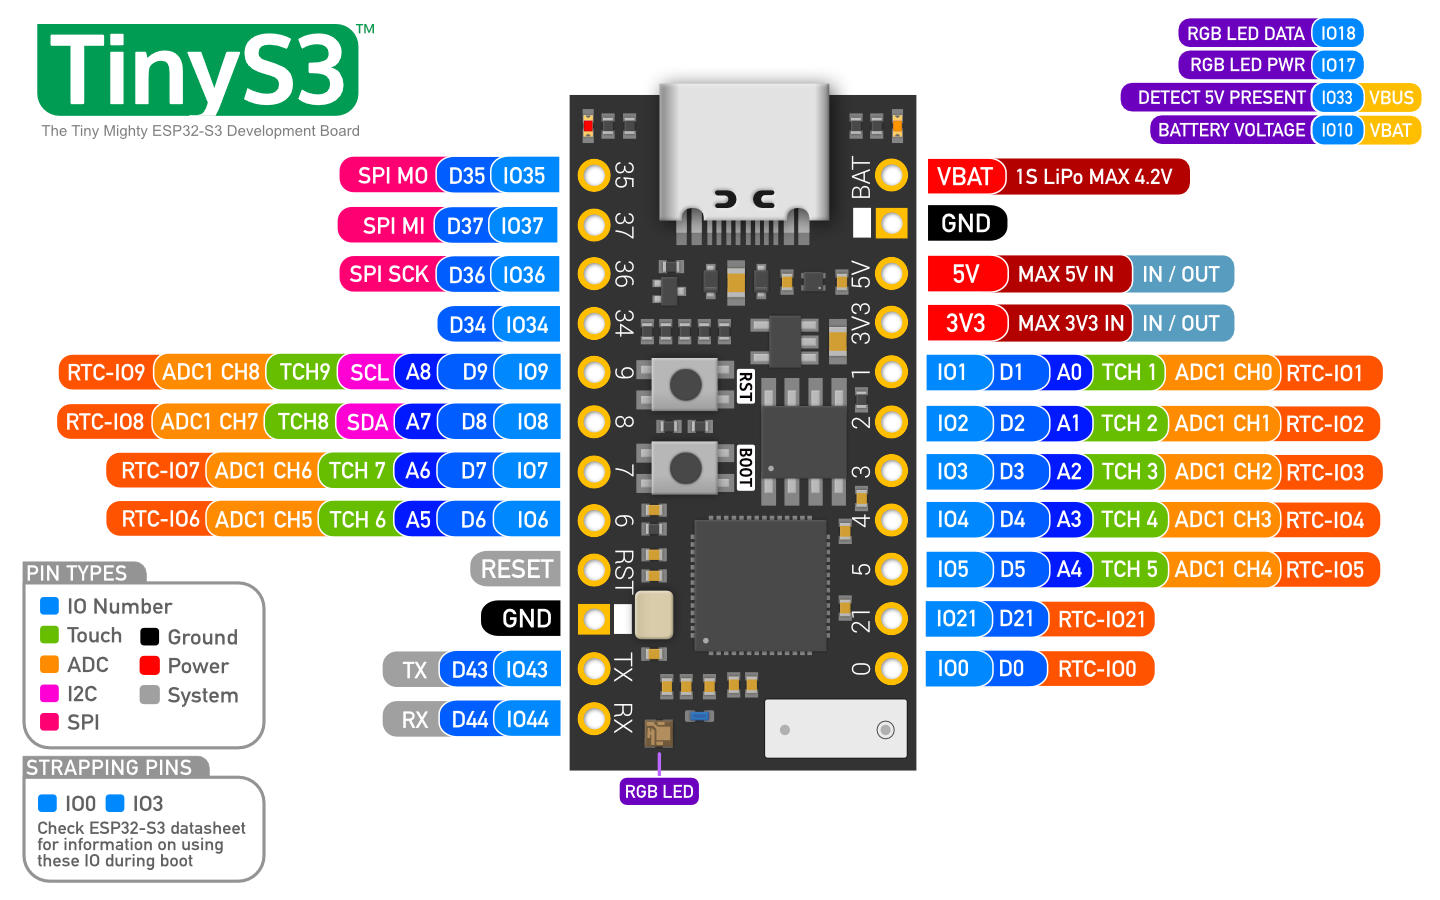 TinyS3™
The Tiny Mighty ESP32-S3 Development Board
RGB LED DATA IO18
RGB LED PWR IO17
DETECT 5V PRESENT IO33 VBUS
BATTERY VOLTAGE IO10 VBAT
SPI MO D35 IO35
SPI MI D37 IO37
SPI SCK D36 IO36
D34 IO34
RTC-IO9 ADC1 CH8 TCH9 SCL A8 D9 IO9
RTC-IO8 ADC1 CH7 TCH8 SDA A7 D8 IO8
RTC-IO7 ADC1 CH6 TCH 7 A6 D7 IO7
RTC-IO6 ADC1 CH5 TCH 6 A5 D6 IO6
RESET
GND
TX D43 IO43
RX D44 IO44
35
37
36
34
9
8
7
6
RST
TX
RX
RST
BOOT
BAT
5V
3V3
1
2
3
4
5
21
0
RGB LED
VBAT 1S LiPo MAX 4.2V
GND
5V MAX 5V IN IN / OUT
3V3 MAX 3V3 IN IN / OUT
IO1 D1 A0 TCH 1 ADC1 CH0 RTC-IO1
IO2 D2 A1 TCH 2 ADC1 CH1 RTC-IO2
IO3 D3 A2 TCH 3 ADC1 CH2 RTC-IO3
IO4 D4 A3 TCH 4 ADC1 CH3 RTC-IO4
IO5 D5 A4 TCH 5 ADC1 CH4 RTC-IO5
IO21 D21 RTC-IO21
IO0 D0 RTC-IO0
PIN TYPES
IO Number
Touch
ADC
I2C
SPI
Ground
Power
System
STRAPPING PINS
IO0 IO3
Check ESP32-S3 datasheet
for information on using
these IO during boot